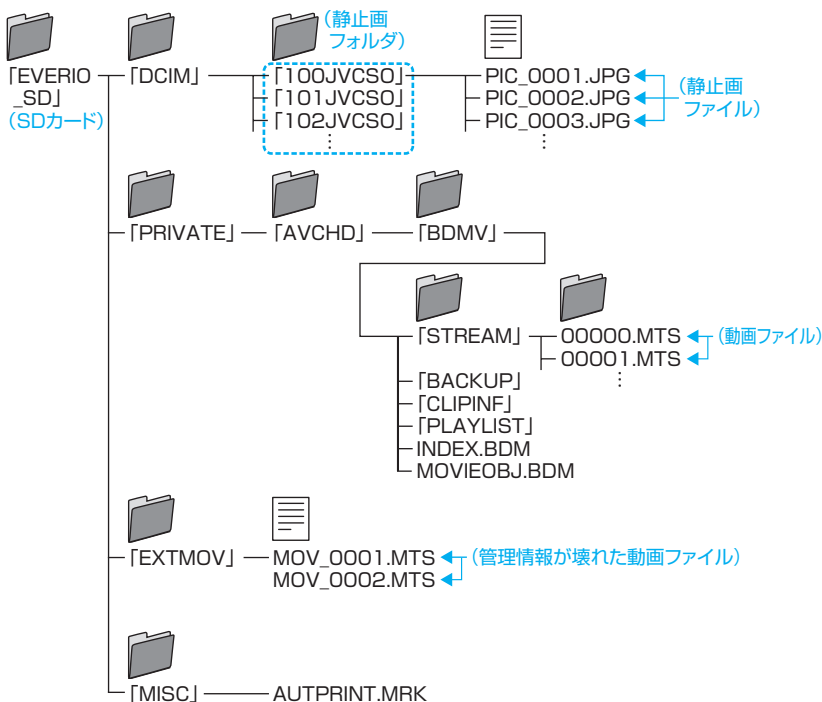 (静止画
フォルダ)
「EVERIO
_SD」
(SDカード)
「DCIM」
「100JVCSO」
「101JVCSO」
「102JVCSO」
⋮
PIC_0001.JPG
PIC_0002.JPG
PIC_0003.JPG
⋮
(静止画
ファイル)
「PRIVATE」
「AVCHD」
「BDMV」
「STREAM」
00000.MTS
00001.MTS
⋮
(動画ファイル)
「BACKUP」
「CLIPINF」
「PLAYLIST」
INDEX.BDM
MOVIEOBJ.BDM
「EXTMOV」
MOV_0001.MTS
MOV_0002.MTS
(管理情報が壊れた動画ファイル)
「MISC」
AUTPRINT.MRK